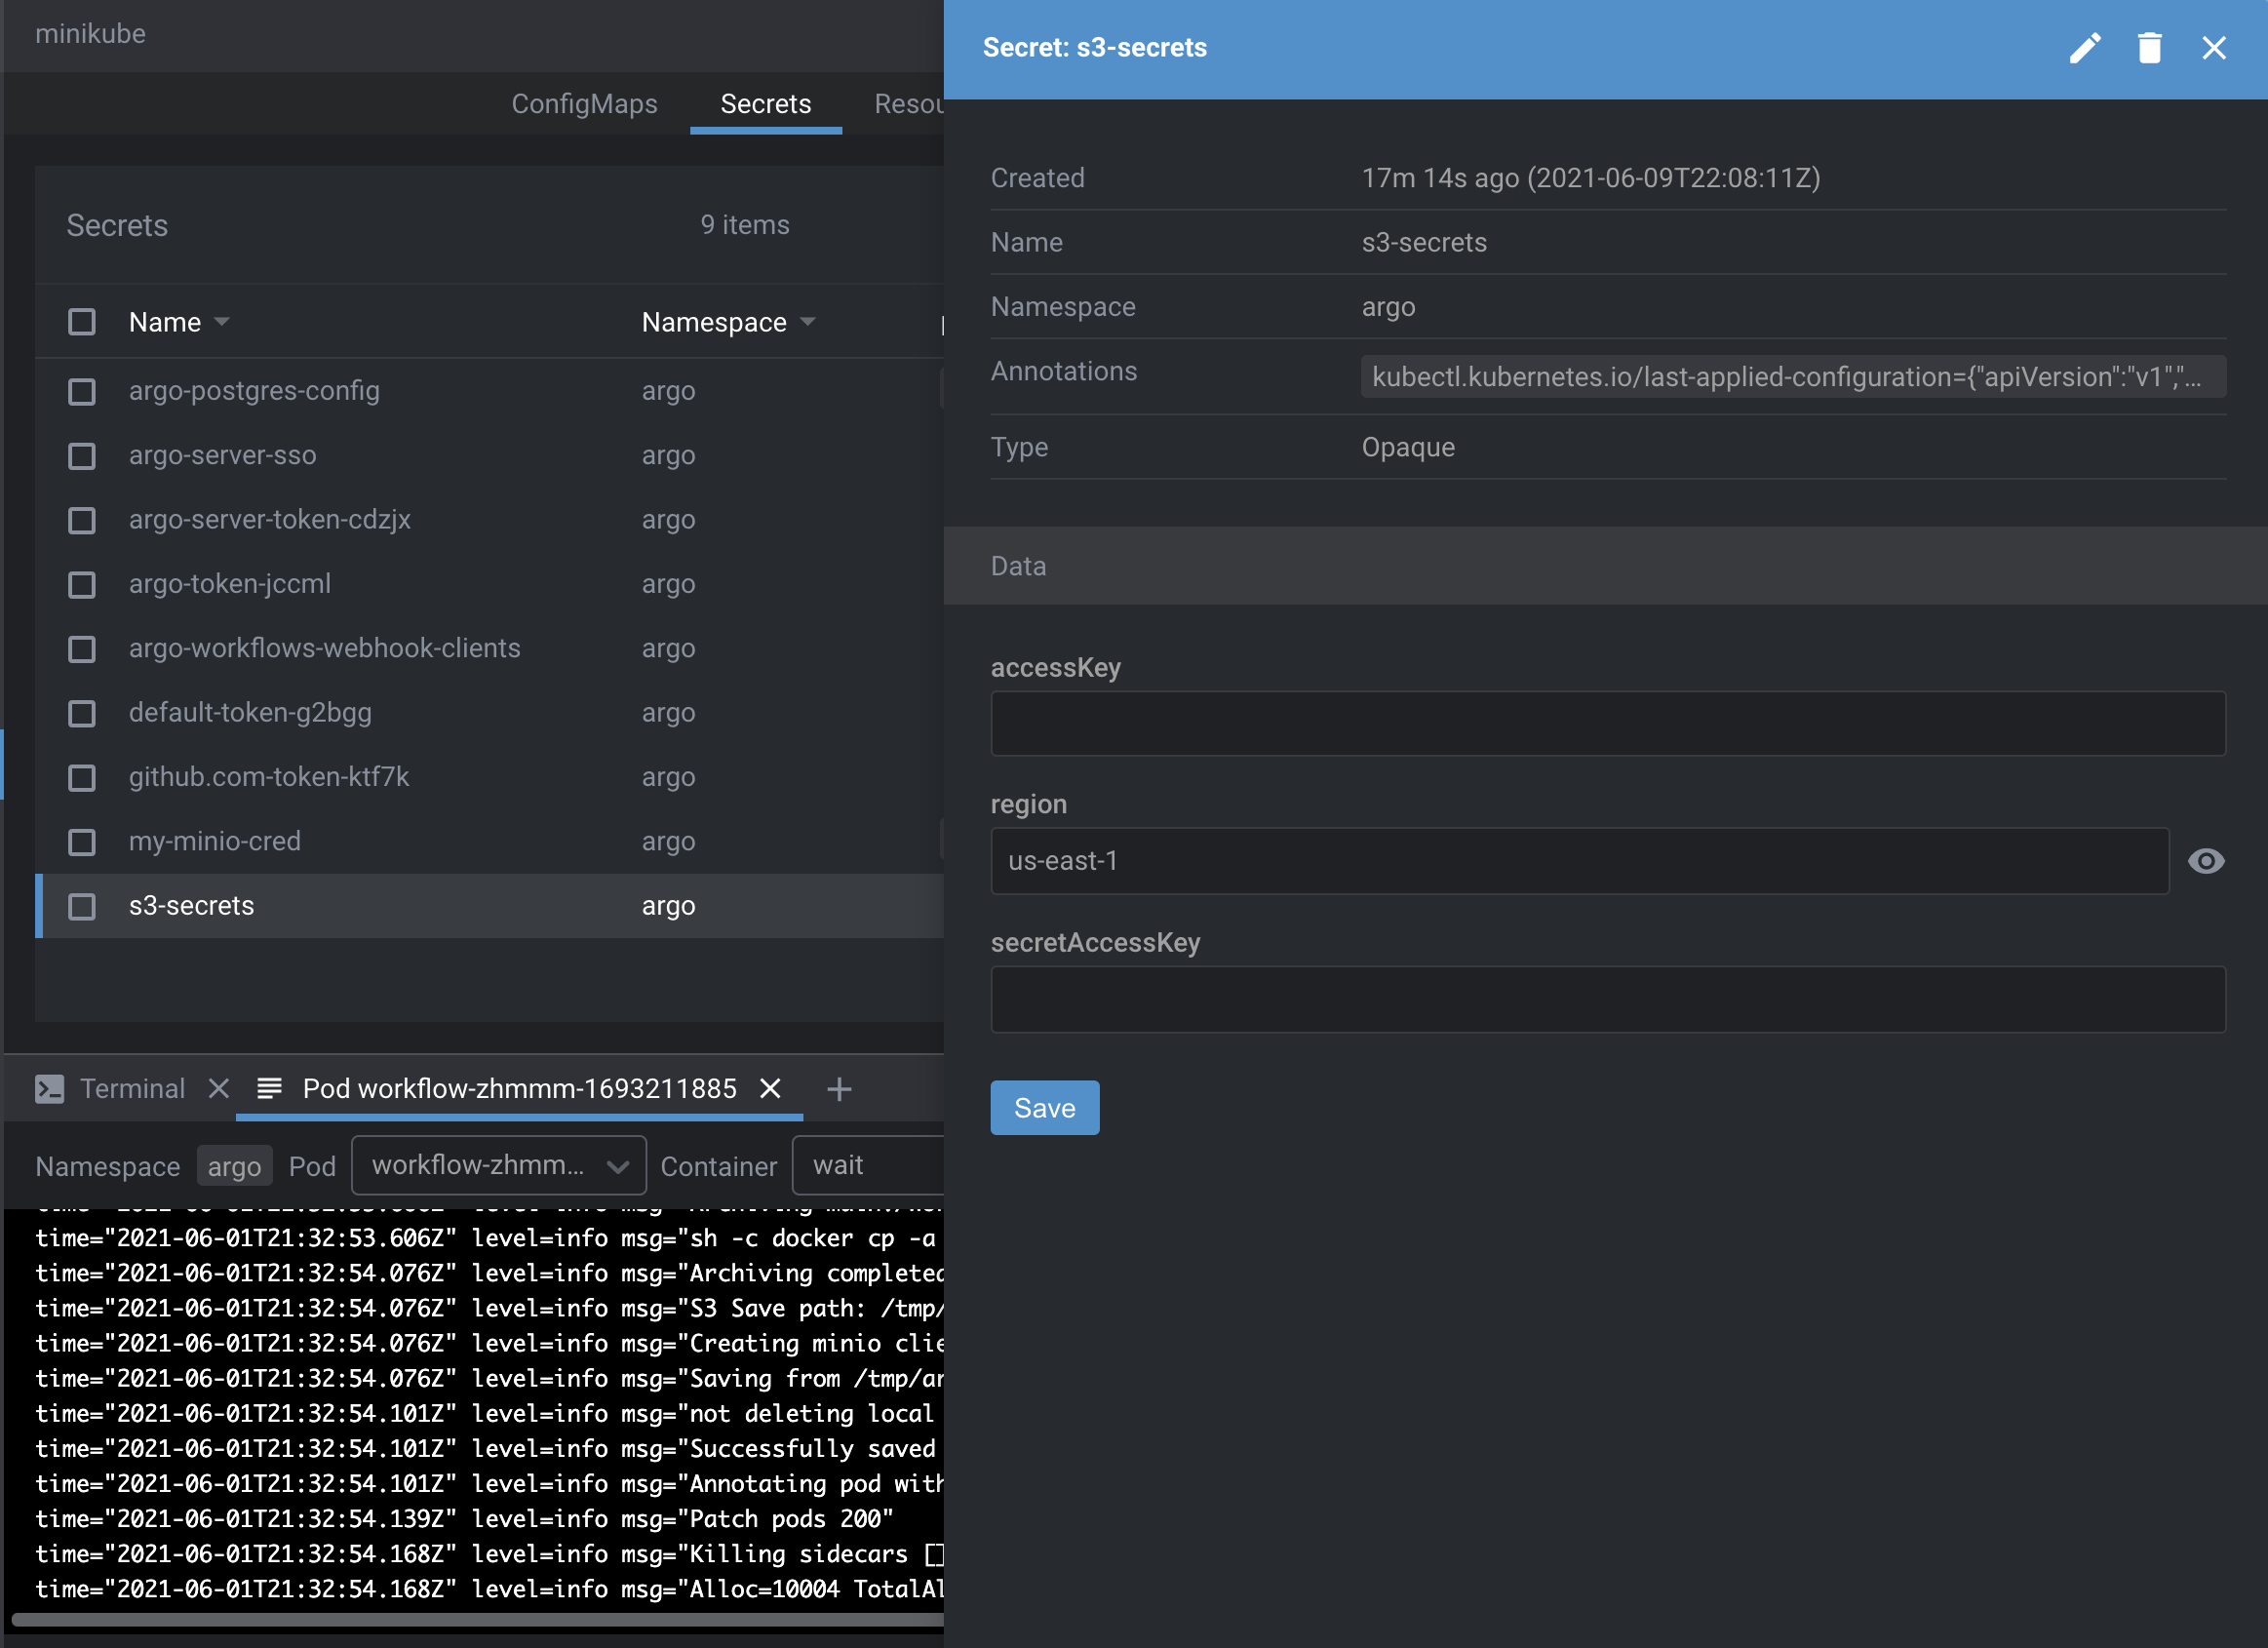 minikube
ConfigMaps Secrets Resou
Secrets 9 items
Name Namespace
argo-postgres-config argo
argo-server-sso argo
argo-server-token-cdzjx argo
argo-token-jccml argo
argo-workflows-webhook-clients argo
default-token-g2bgg argo
github.com-token-ktf7k argo
my-minio-cred argo
s3-secrets argo
Terminal Pod workflow-zhmmm-1693211885
Namespace argo Pod workflow-zhmm... Container wait
time="2021-06-01T21:32:53.606Z" level=info msg="sh -c docker cp -a
time="2021-06-01T21:32:54.076Z" level=info msg="Archiving completed
time="2021-06-01T21:32:54.076Z" level=info msg="S3 Save path: /tmp/
time="2021-06-01T21:32:54.076Z" level=info msg="Creating minio clie
time="2021-06-01T21:32:54.076Z" level=info msg="Saving from /tmp/ar
time="2021-06-01T21:32:54.101Z" level=info msg="not deleting local
time="2021-06-01T21:32:54.101Z" level=info msg="Successfully saved
time="2021-06-01T21:32:54.101Z" level=info msg="Annotating pod with
time="2021-06-01T21:32:54.139Z" level=info msg="Patch pods 200"
time="2021-06-01T21:32:54.168Z" level=info msg="Killing sidecars []
time="2021-06-01T21:32:54.168Z" level=info msg="Alloc=10004 TotalAl
Secret: s3-secrets
Created 17m 14s ago (2021-06-09T22:08:11Z)
Name s3-secrets
Namespace argo
Annotations kubectl.kubernetes.io/last-applied-configuration={"apiVersion":"v1","...
Type Opaque
Data
accessKey
region
us-east-1
secretAccessKey
Save